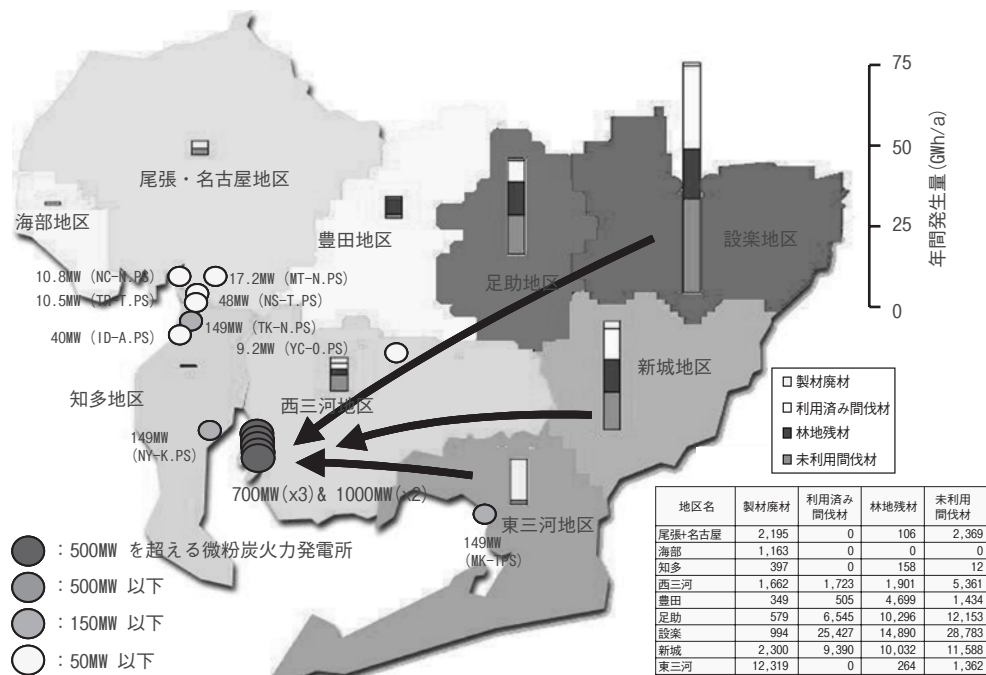 75
50
25
0
年間発生量(GWh/a)
尾張・名古屋地区
海部地区
豊田地区
足助地区
設楽地区
10.8MW (NC-N.PS)
17.2MW (MT-N.PS)
48MW (NS-T.PS)
149MW (TK-N.PS)
40MW (ID-A.PS)
9.2MW (YC-O.PS)
新城地区
知多地区
西三河地区
149MW
(NY-K.PS)
700MW(x3)& 1000MW(x2)
東三河地区
149MW
製材廃材
利用済み間伐材
林地残材
未利用間伐材
:500MW を超える微粉炭火力発電所
:500MW 以下
:150MW 以下
:50MW 以下
地区名 製材廃材 利用済み間伐材 林地残材 未利用間伐材
尾張+名古屋 2,195 0 106 2,369
海部 1,163 0 0 0
知多 397 0 158 12
西三河 1,662 1,723 1,901 5,361
豊田 349 505 4,699 1,434
足助 579 6,545 10,296 12,153
設楽 994 25,427 14,890 28,783
新城 2,300 9,390 10,032 11,588
東三河 12,319 0 264 1,362